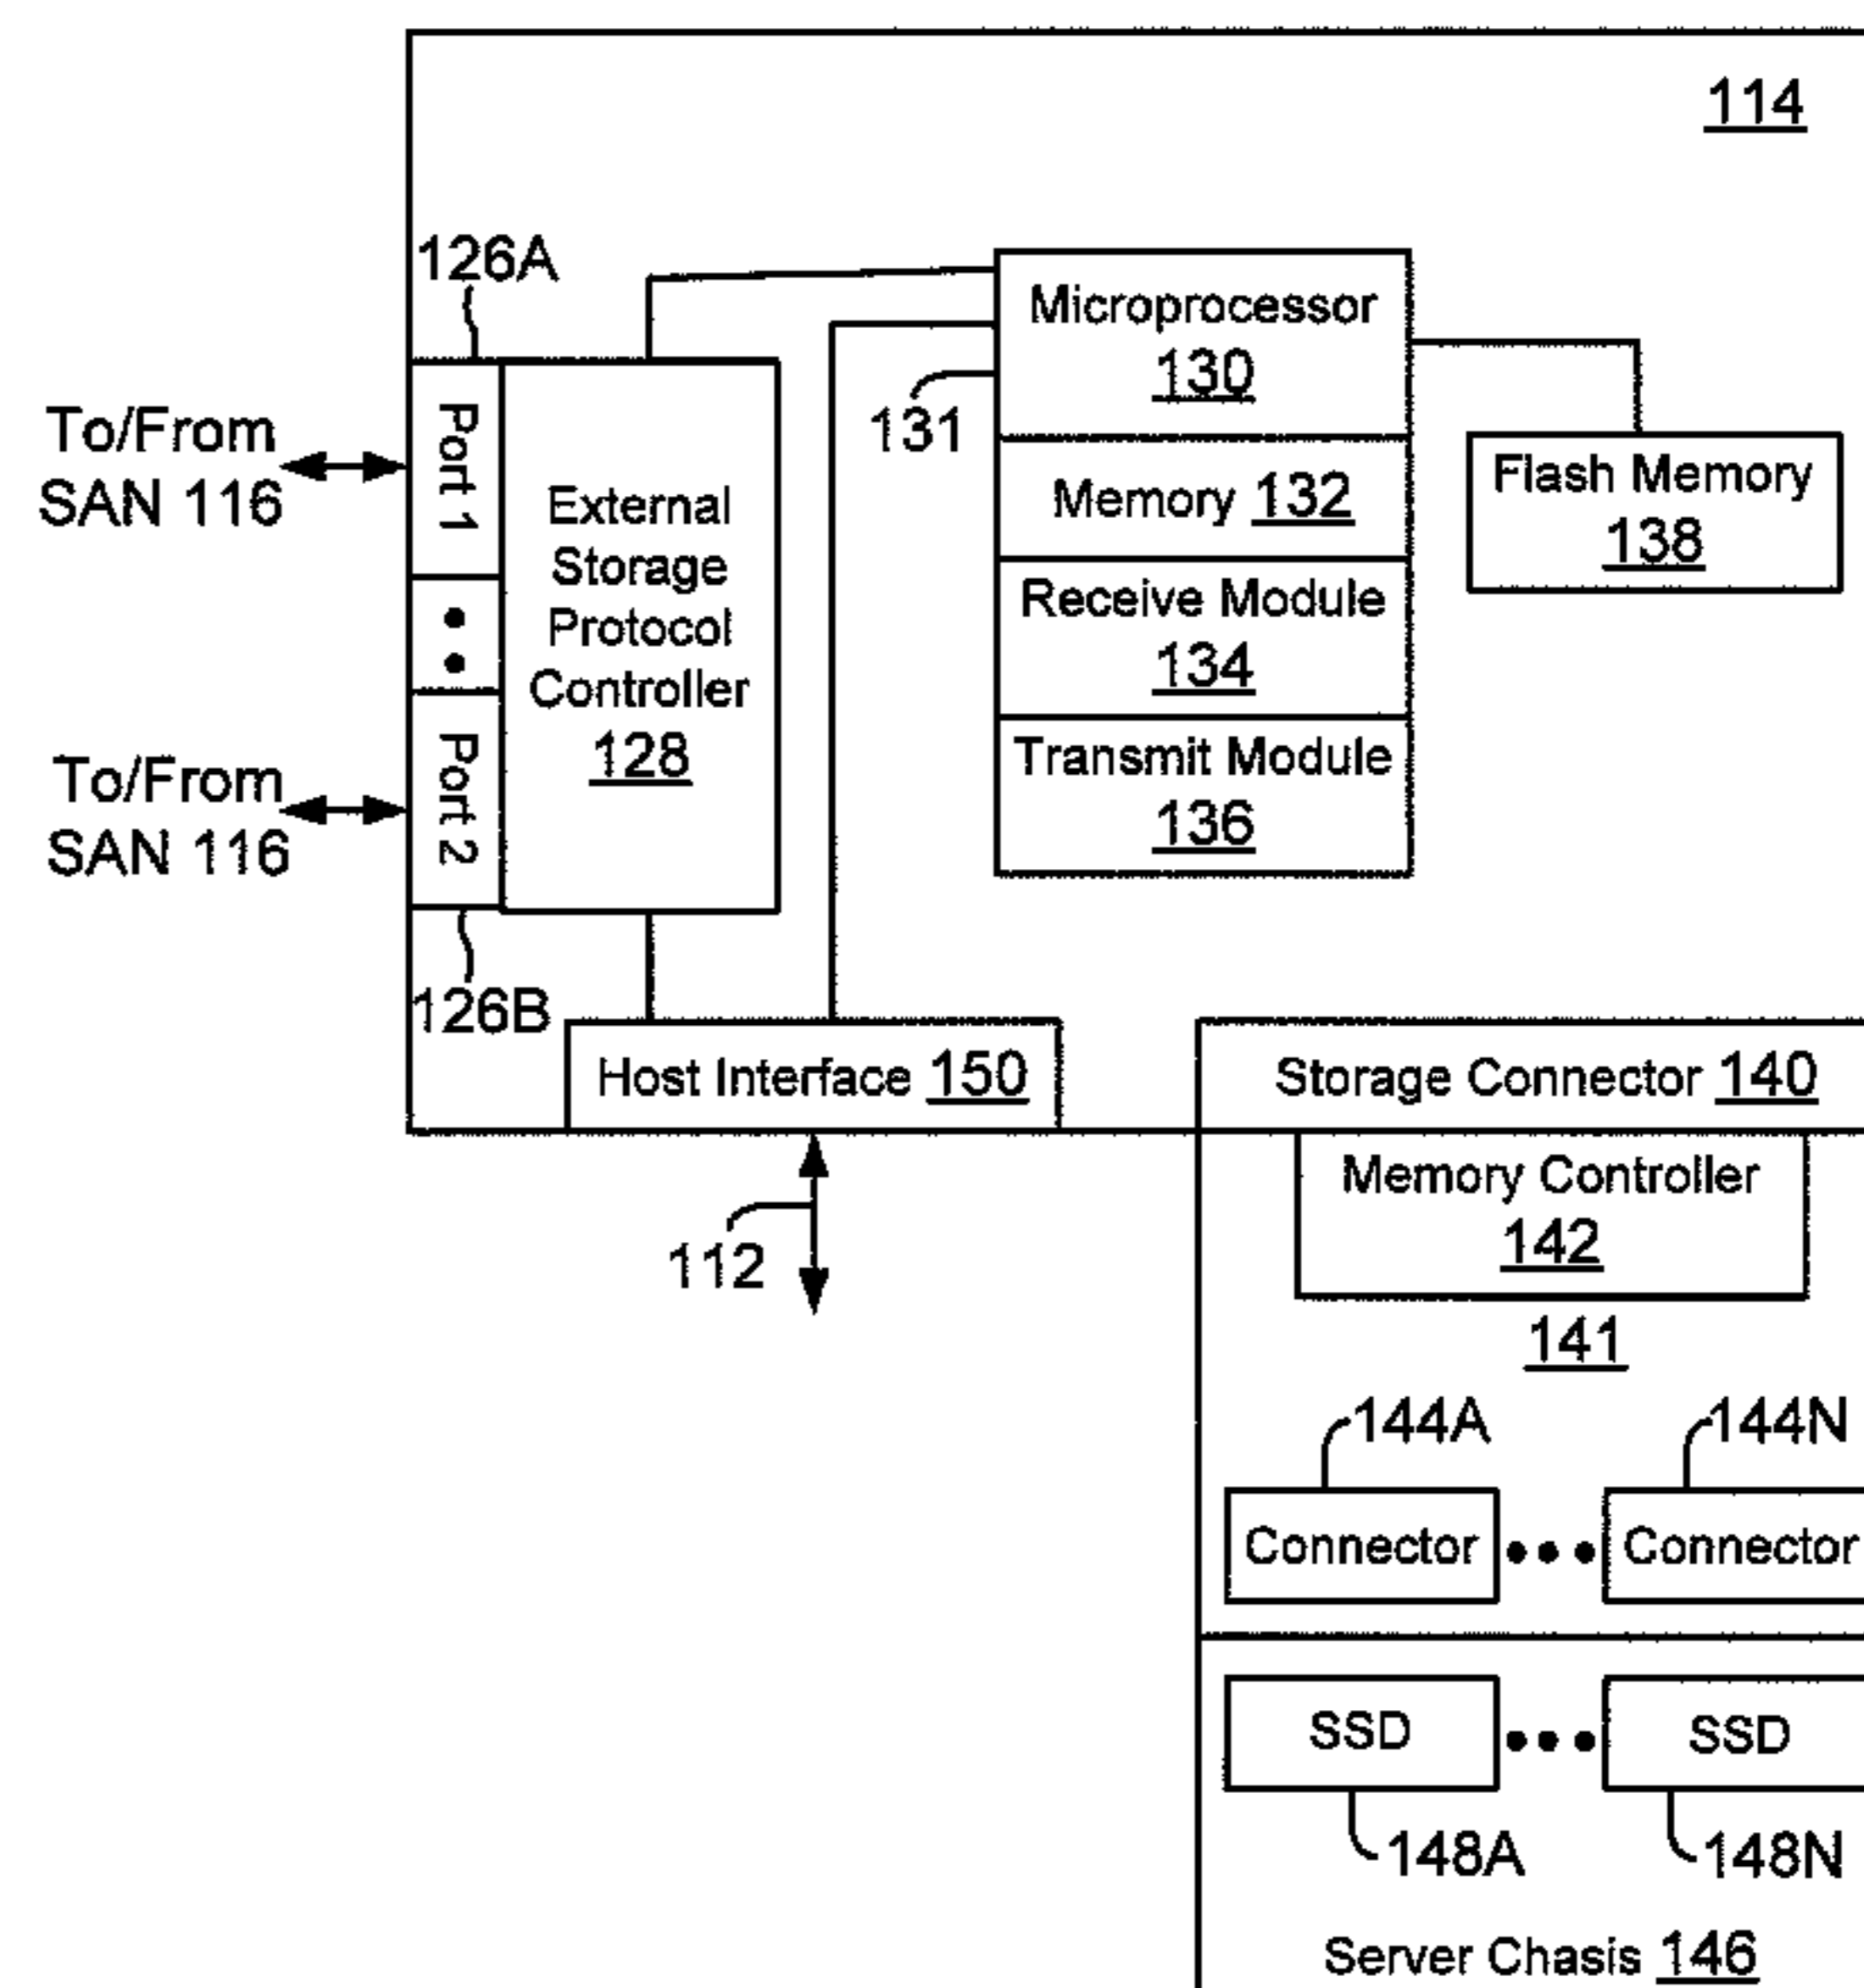 114
126A
Microprocessor
130
131
To/From
SAN 116
Port 1
External
Storage
Protocol
Controller
128
Memory 132
Flash Memory
138
Receive Module
134
Transmit Module
136
To/From
SAN 116
Port 2
126B
Host Interface 150
Storage Connector 140
Memory Controller
142
112
141
144A
144N
Connector
Connector
SSD
SSD
148A
148N
Server Chasis 146